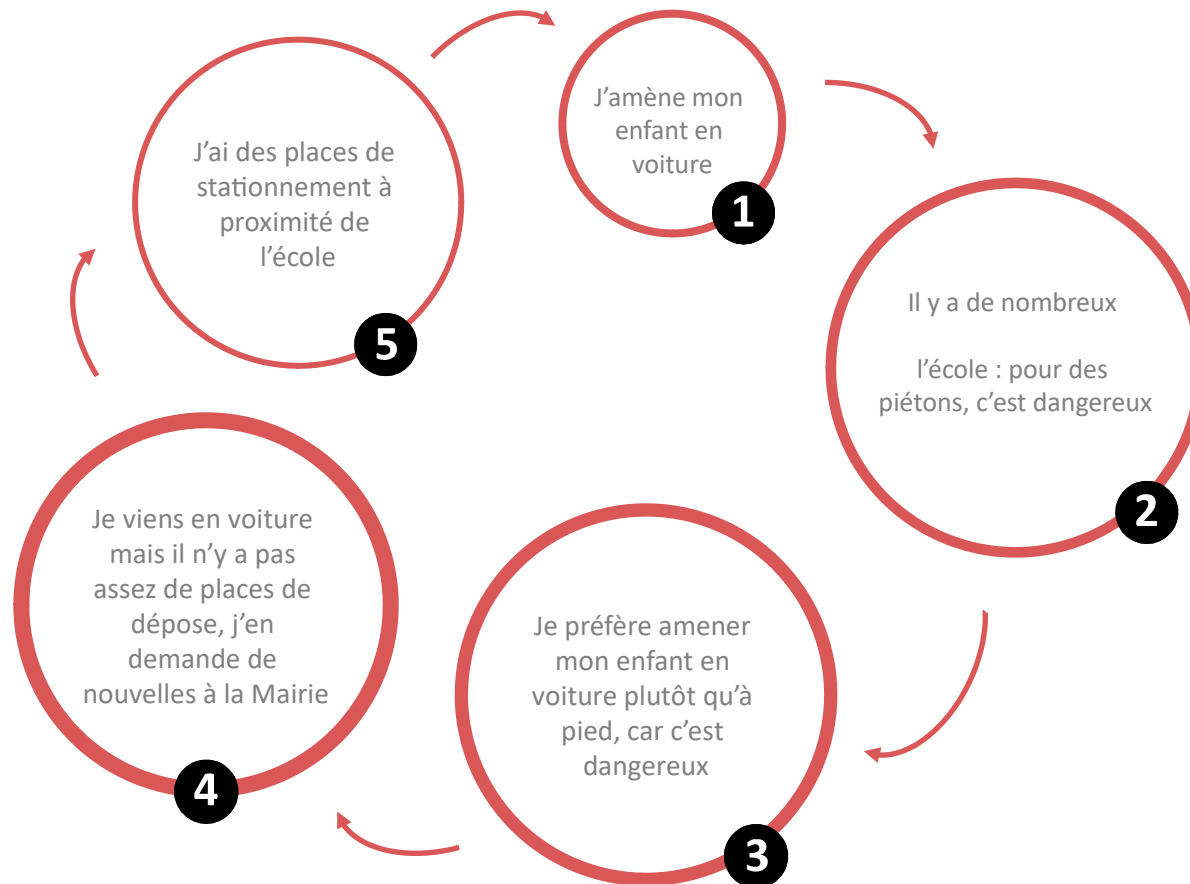 J'amène mon
enfant en
voiture
1
Il y a de nombreux
l'école : pour des
piétons, c'est dangereux
2
Je préfère amener
mon enfant en
voiture plutôt qu'à
pied, car c'est
dangereux
3
Je viens en voiture
mais il n'y a pas
assez de places de
dépose, j'en
demande de
nouvelles à la Mairie
4
J'ai des places de
stationnement à
proximité de
l'école
5